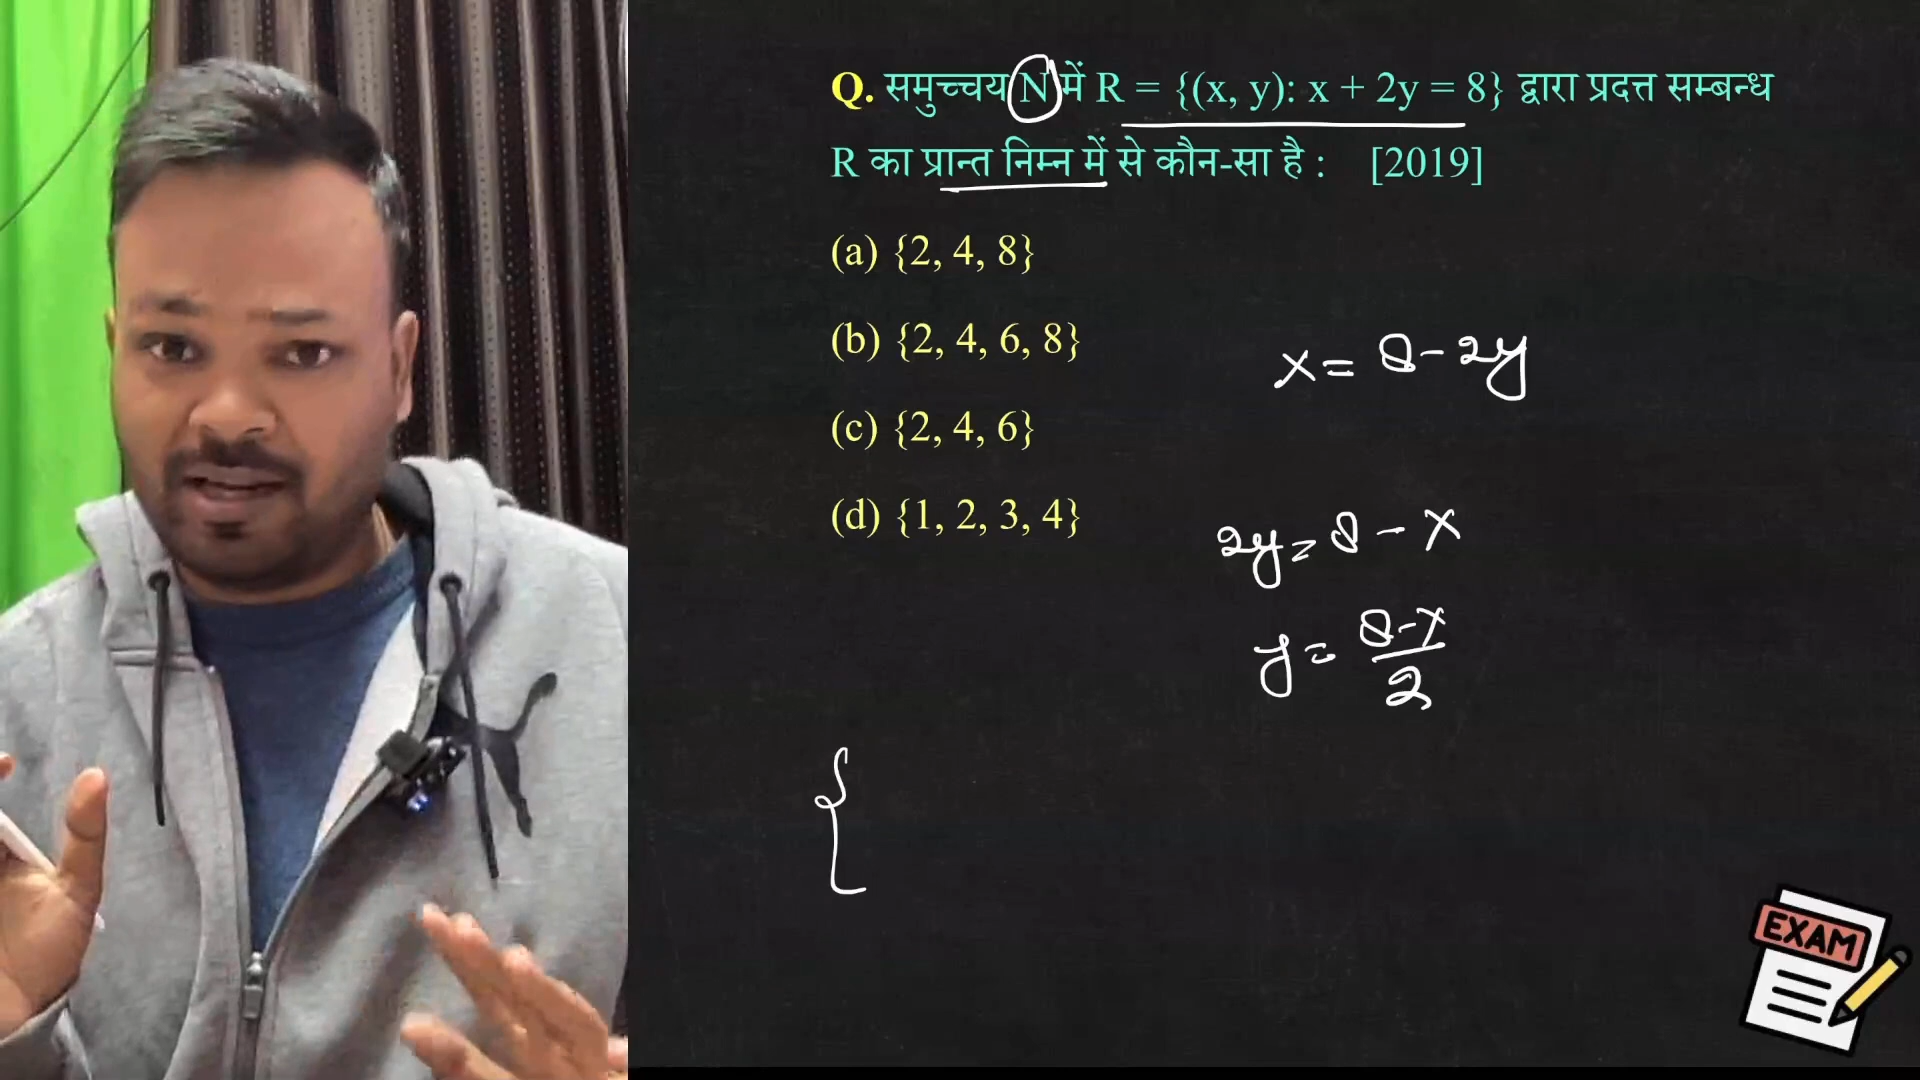 Q. समुच्चय N में R = {(x, y): x + 2y = 8} द्वारा प्रदत्त सम्बन्ध
R का प्रान्त निम्न में से कौन-सा है : [2019]
(a) {2, 4, 8}
(b) {2, 4, 6, 8}
(c) {2, 4, 6}
(d) {1, 2, 3, 4}
x = 8 - 2y
2y = 8 - x
y = 8-x
2
{
EXAM